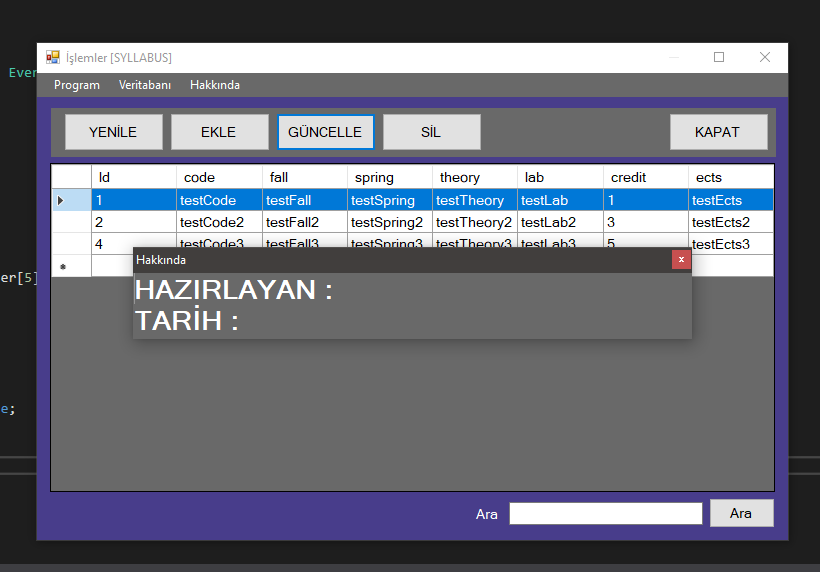 Even
İşlemler [SYLLABUS]
Program Veritabanı Hakkında
YENİLE EKLE GÜNCELLE SİL KAPAT
Id code fall spring theory lab credit ects
1 testCode testFall testSpring testTheory testLab 1 testEcts
2 testCode2 testFall2 testSpring2 testTheory2 testLab2 3 testEcts2
4 testCode3 testFall3 testSpring3 testTheory3 testLab3 5 testEcts3
Hakkında x
er[5]
HAZIRLAYAN :
TARİH :
e;
Ara Ara